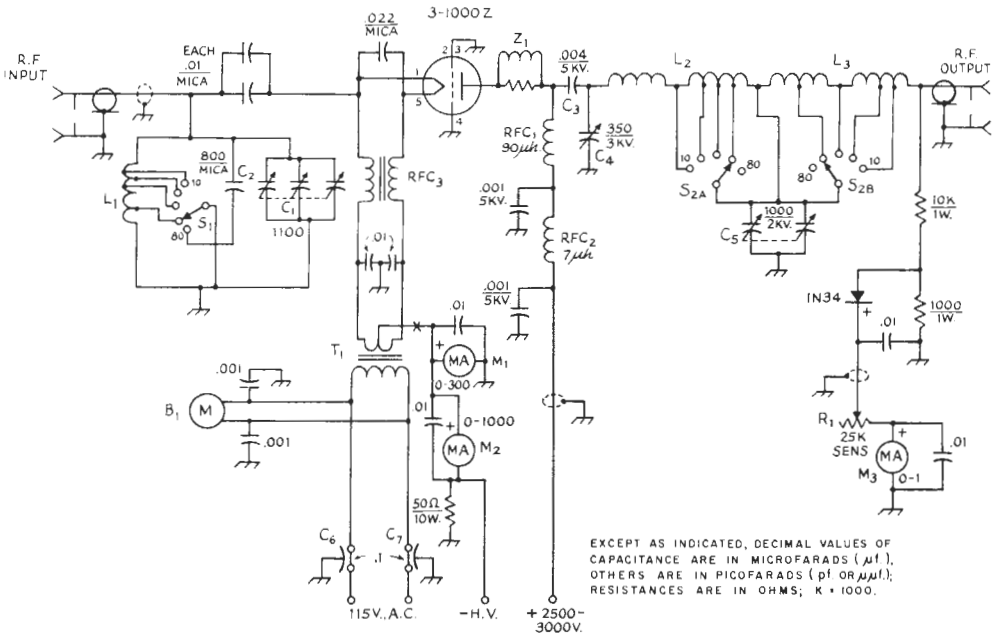 3-1000Z
.022
MICA
R.F.
INPUT
EACH
.01
MICA
2 3
1
5
4
Z1
.004
5KV.
C3
L2
L3
R.F.
OUTPUT
RFC1
90μh
350
3KV.
C4
800
MICA
C2
L1
10
S1
80
C1
1100
RFC3
.001
5KV.
RFC2
7μh
10
80
S2A
80
10
S2B
1000
2KV.
C5
10K
1W.
IN34
+
1000
1W.
.01
.01
.001
5KV.
T1
.01
+
MA
M1
0-300
.001
B1
M
.001
.01
0-1000
+
MA
M2
50Ω
10W.
R1
25K
SENS
+
MA
M3
0-1
.01
C6
.1
C7
115V., A.C.
-H.V.
+2500-
3000V.
EXCEPT AS INDICATED, DECIMAL VALUES OF
CAPACITANCE ARE IN MICROFARADS (μf.),
OTHERS ARE IN PICOFARADS (pf. OR μμf.);
RESISTANCES ARE IN OHMS; K = 1000.